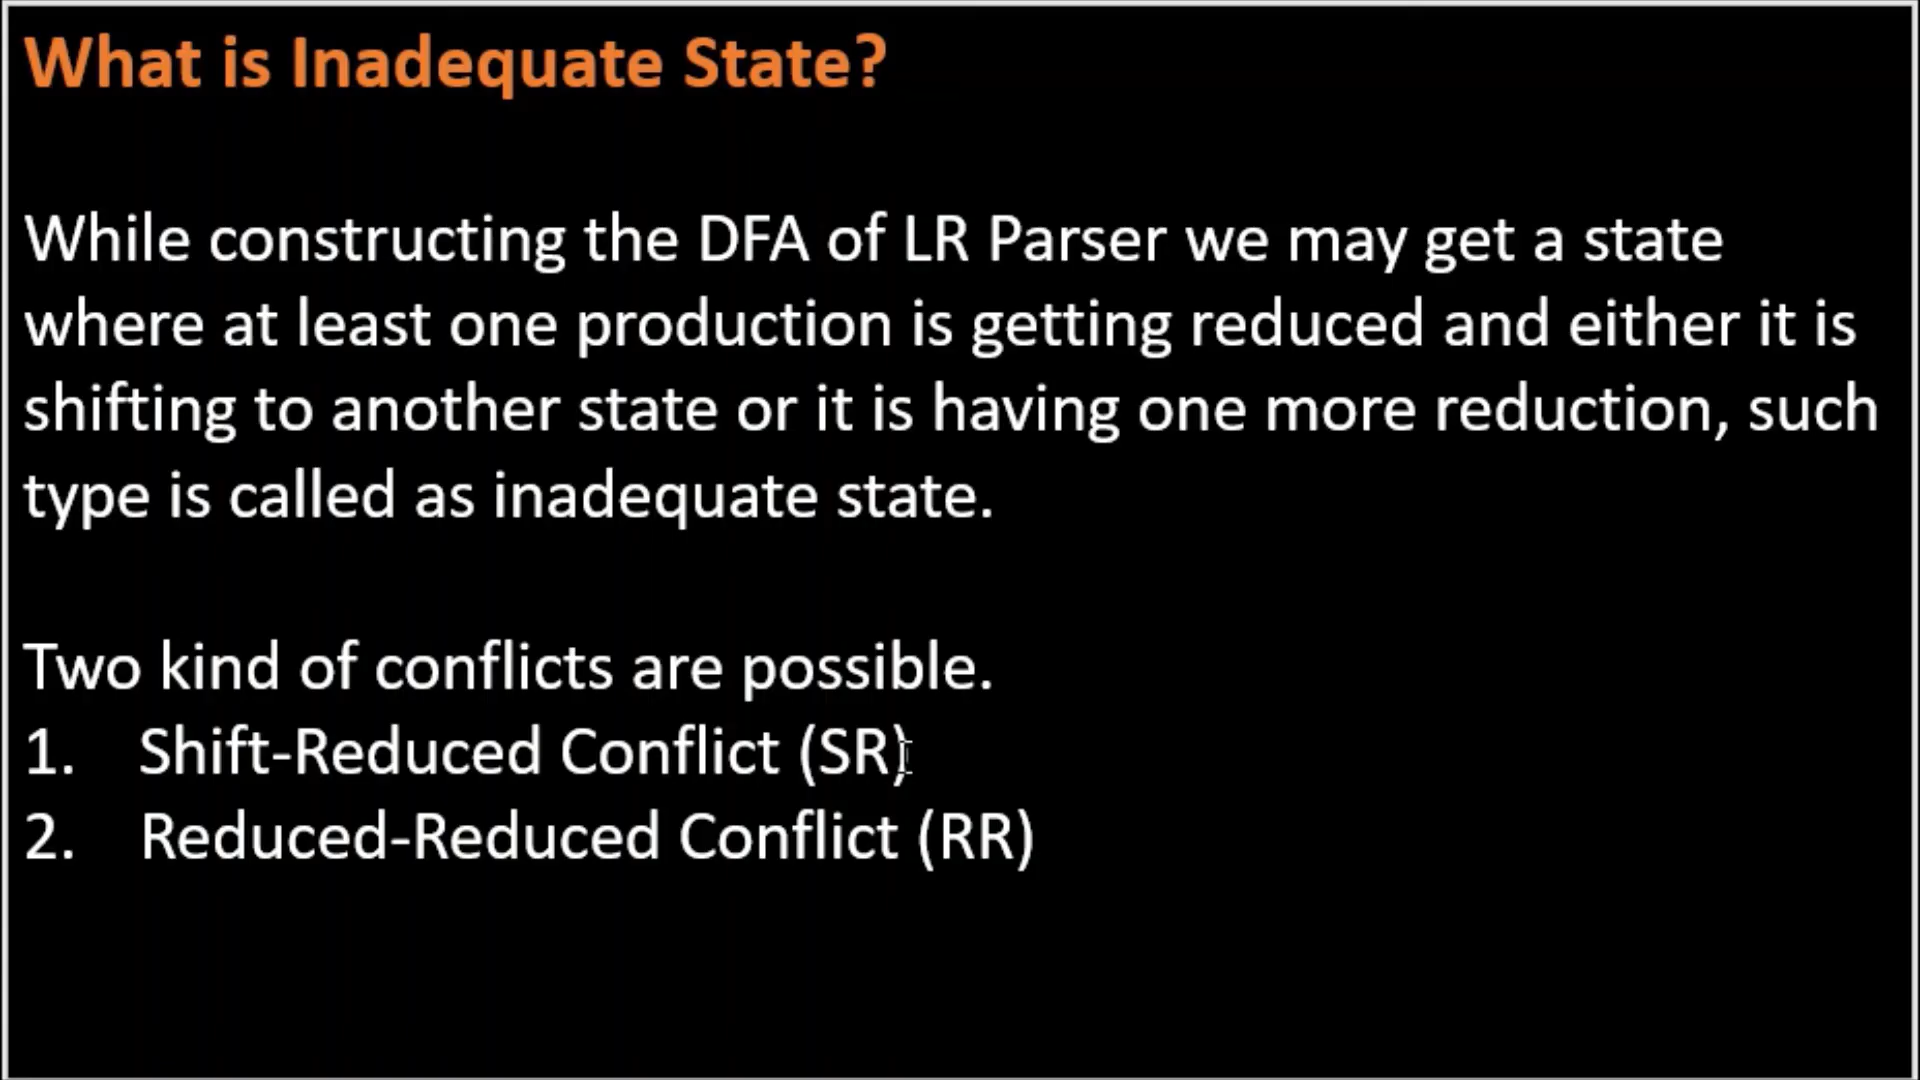 What is Inadequate State?
While constructing the DFA of LR Parser we may get a state
where at least one production is getting reduced and either it is
shifting to another state or it is having one more reduction, such
type is called as inadequate state.
Two kind of conflicts are possible.
1. Shift-Reduced Conflict (SR)
2. Reduced-Reduced Conflict (RR)